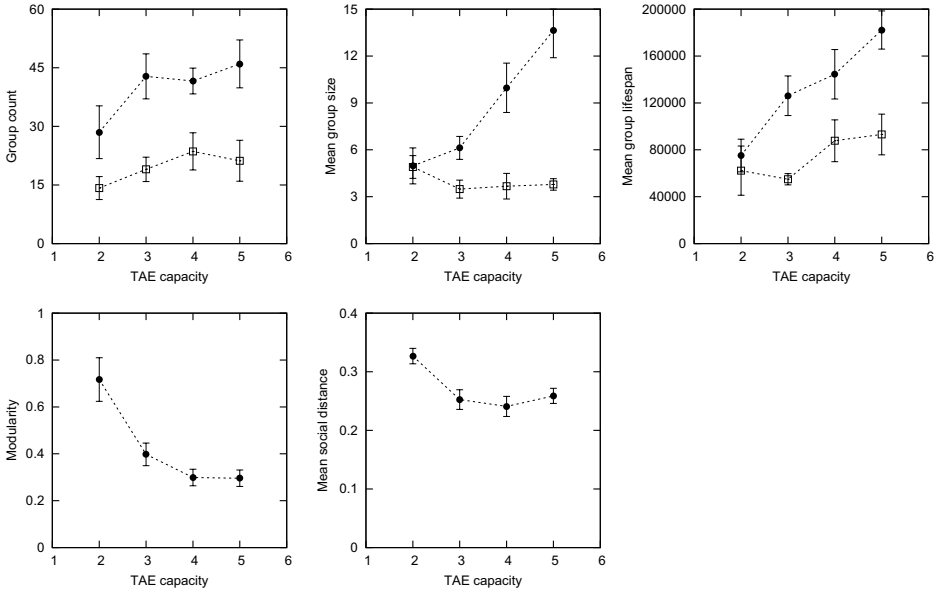 60
45
30
15
0
Group count
1 2 3 4 5 6
TAE capacity
15
12
9
6
3
0
Mean group size
1 2 3 4 5 6
TAE capacity
200000
160000
120000
80000
40000
0
Mean group lifespan
1 2 3 4 5 6
TAE capacity
1
0.8
0.6
0.4
0.2
0
Modularity
1 2 3 4 5 6
TAE capacity
0.4
0.3
0.2
0.1
0
Mean social distance
1 2 3 4 5 6
TAE capacity